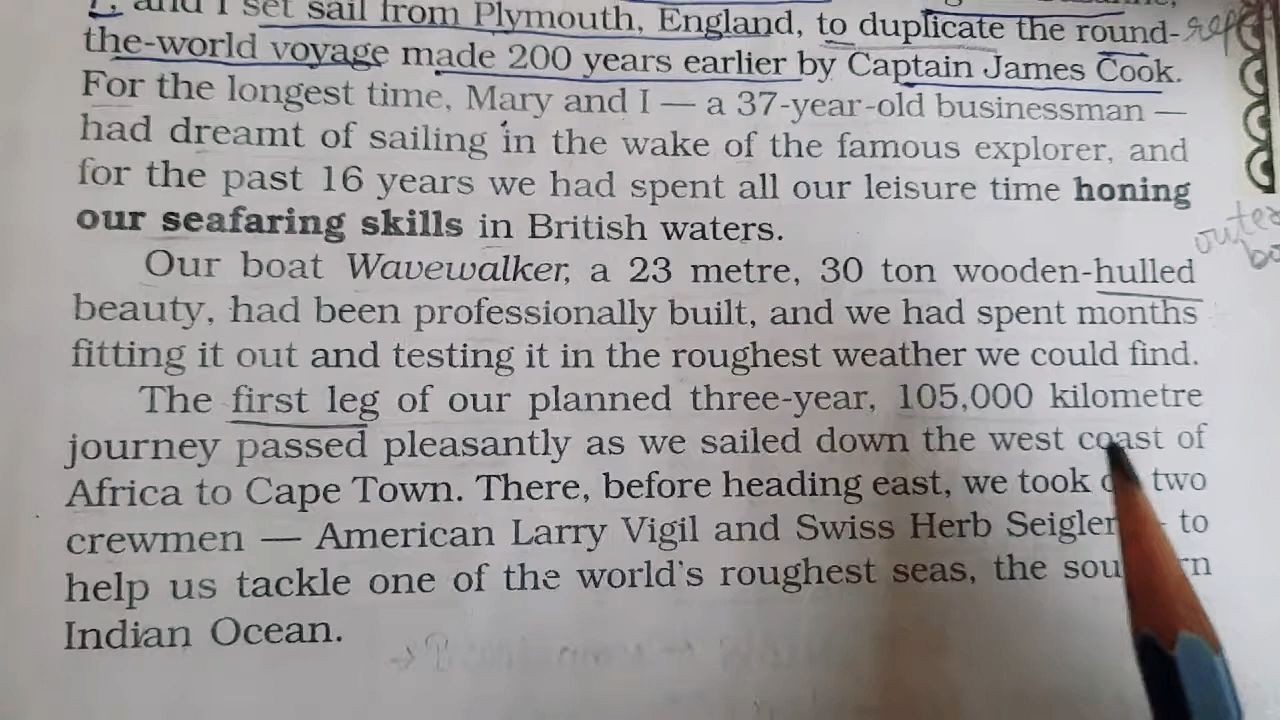 and I set sail from Plymouth, England, to duplicate the round-
the-world voyage made 200 years earlier by Captain James Cook.
For the longest time, Mary and I — a 37-year-old businessman —
had dreamt of sailing in the wake of the famous explorer, and
for the past 16 years we had spent all our leisure time honing
our seafaring skills in British waters.
Our boat Wavewalker, a 23 metre, 30 ton wooden-hulled
beauty, had been professionally built, and we had spent months
fitting it out and testing it in the roughest weather we could find.
The first leg of our planned three-year, 105,000 kilometre
journey passed pleasantly as we sailed down the west coast of
Africa to Cape Town. There, before heading east, we took two
crewmen — American Larry Vigil and Swiss Herb Seigler to
help us tackle one of the world's roughest seas, the
Indian Ocean.